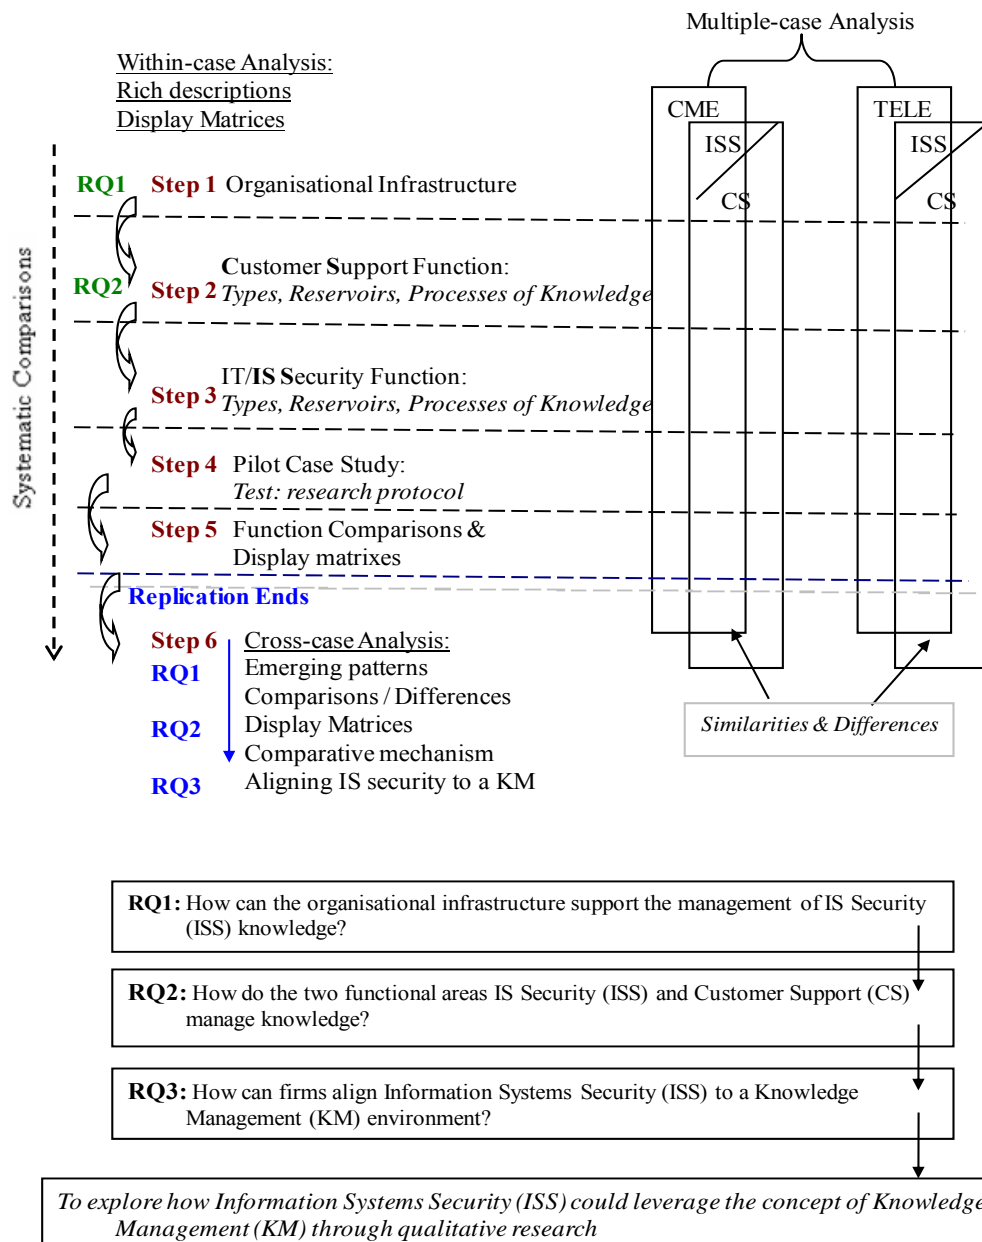 Multiple-case Analysis
Within-case Analysis:
Rich descriptions
Display Matrices
CME
TELE
ISS
CS
ISS
CS
Systematic Comparisons
RQ1 Step 1 Organisational Infrastructure
Customer Support Function:
RQ2 Step 2 Types, Reservoirs, Processes of Knowledge
IT/IS Security Function:
Step 3 Types, Reservoirs, Processes of Knowledge
Step 4 Pilot Case Study:
Test: research protocol
Step 5 Function Comparisons &
Display matrixes
Replication Ends
Step 6 Cross-case Analysis:
RQ1 Emerging patterns
Comparisons / Differences
RQ2 Display Matrices
Comparative mechanism
RQ3 Aligning IS security to a KM
Similarities & Differences
RQ1: How can the organisational infrastructure support the management of IS Security
(ISS) knowledge?
RQ2: How do the two functional areas IS Security (ISS) and Customer Support (CS)
manage knowledge?
RQ3: How can firms align Information Systems Security (ISS) to a Knowledge
Management (KM) environment?
To explore how Information Systems Security (ISS) could leverage the concept of Knowledge
Management (KM) through qualitative research